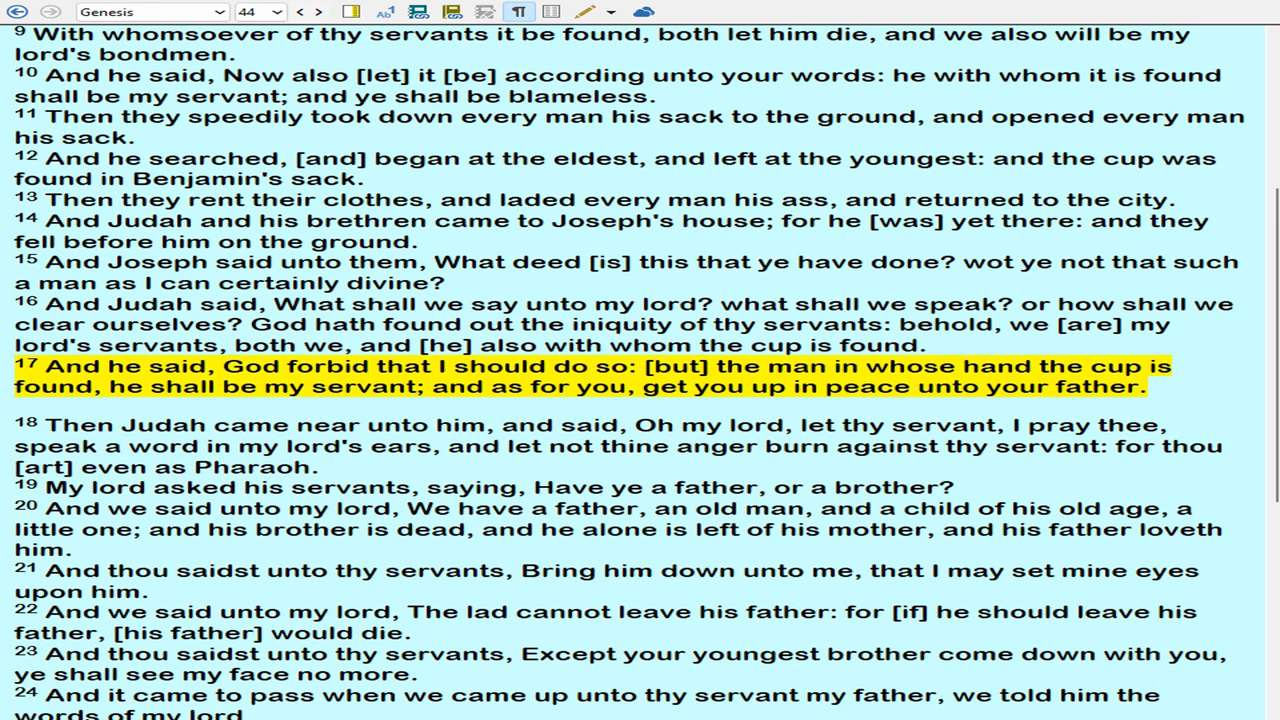 Genesis 44 < > Ab¹ ¶
9 With whomsoever of thy servants it be found, both let him die, and we also will be my
lord's bondmen.
10 And he said, Now also [let] it [be] according unto your words: he with whom it is found
shall be my servant; and ye shall be blameless.
11 Then they speedily took down every man his sack to the ground, and opened every man
his sack.
12 And he searched, [and] began at the eldest, and left at the youngest: and the cup was
found in Benjamin's sack.
13 Then they rent their clothes, and laded every man his ass, and returned to the city.
14 And Judah and his brethren came to Joseph's house; for he [was] yet there: and they
fell before him on the ground.
15 And Joseph said unto them, What deed [is] this that ye have done? wot ye not that such
a man as I can certainly divine?
16 And Judah said, What shall we say unto my lord? what shall we speak? or how shall we
clear ourselves? God hath found out the iniquity of thy servants: behold, we [are] my
lord's servants, both we, and [he] also with whom the cup is found.
17 And he said, God forbid that I should do so: [but] the man in whose hand the cup is
found, he shall be my servant; and as for you, get you up in peace unto your father.
18 Then Judah came near unto him, and said, Oh my lord, let thy servant, I pray thee,
speak a word in my lord's ears, and let not thine anger burn against thy servant: for thou
[art] even as Pharaoh.
19 My lord asked his servants, saying, Have ye a father, or a brother?
20 And we said unto my lord, We have a father, an old man, and a child of his old age, a
little one; and his brother is dead, and he alone is left of his mother, and his father loveth
him.
21 And thou saidst unto thy servants, Bring him down unto me, that I may set mine eyes
upon him.
22 And we said unto my lord, The lad cannot leave his father: for [if] he should leave his
father, [his father] would die.
23 And thou saidst unto thy servants, Except your youngest brother come down with you,
ye shall see my face no more.
24 And it came to pass when we came up unto thy servant my father, we told him the
words of my lord